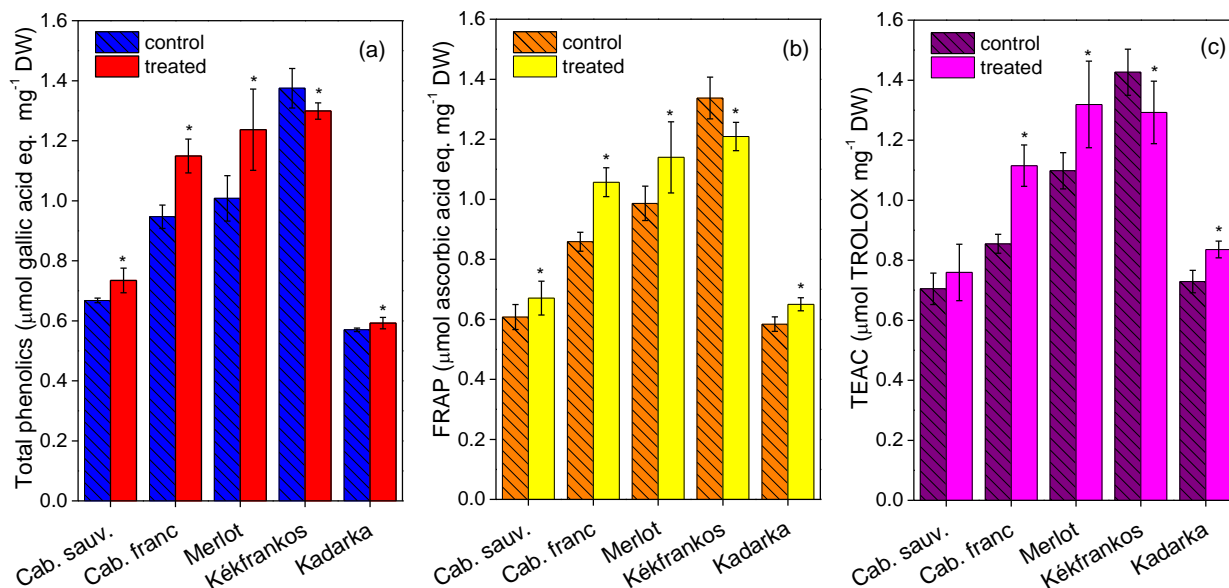 Total phenolics (μmol gallic acid eq. mg-1 DW)
1.6
1.4
1.2
1.0
0.8
0.6
0.4
0.2
0.0
control
treated
(a)
*
*
*
*
*
Cab. sauv.
Cab. franc
Merlot
Kékfrankos
Kadarka
FRAP (μmol ascorbic acid eq. mg-1 DW)
1.6
1.4
1.2
1.0
0.8
0.6
0.4
0.2
0.0
control
treated
(b)
*
*
*
*
*
Cab. sauv.
Cab. franc
Merlot
Kékfrankos
Kadarka
TEAC (μmol TROLOX mg-1 DW)
1.6
1.4
1.2
1.0
0.8
0.6
0.4
0.2
0.0
control
treated
(c)
*
*
*
*
Cab. sauv.
Cab. franc
Merlot
Kékfrankos
Kadarka